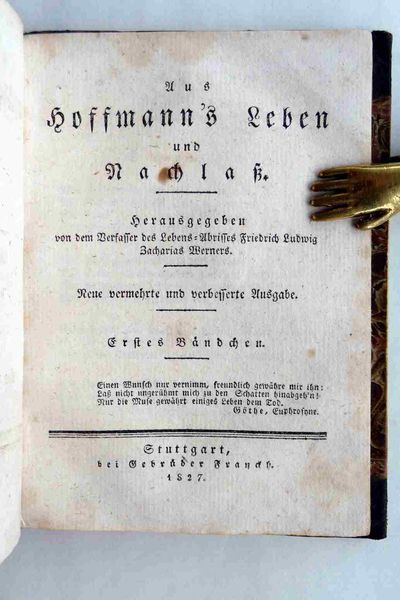 Aus
Hoffmann's Leben
und
Nachlaß.
Herausgegeben
von dem Verfasser des Lebens-Abrisses Friedrich Ludwig
Zacharias Werners.
Neue vermehrte und verbesserte Ausgabe.
Erstes Bändchen.
Einen Wunsch nur vernimm, freundlich gewähre mir ihn:
Laß nicht ungerühmt mich zu den Schatten hinabgeh'n!
Nur die Muse gewährt einiges Leben dem Tod.
Göthe, Euphrosyne.
Stuttgart,
bei Gebrüder Franckh.
1827.